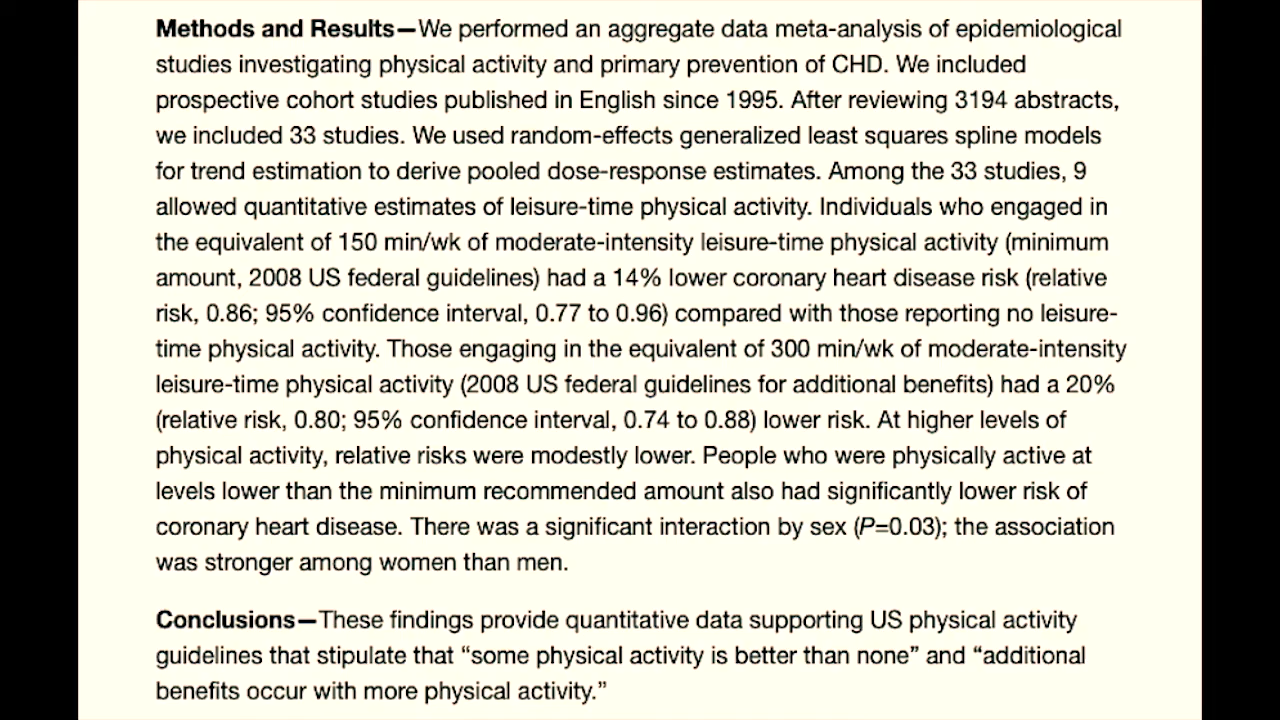 Methods and Results—We performed an aggregate data meta-analysis of epidemiological
studies investigating physical activity and primary prevention of CHD. We included
prospective cohort studies published in English since 1995. After reviewing 3194 abstracts,
we included 33 studies. We used random-effects generalized least squares spline models
for trend estimation to derive pooled dose-response estimates. Among the 33 studies, 9
allowed quantitative estimates of leisure-time physical activity. Individuals who engaged in
the equivalent of 150 min/wk of moderate-intensity leisure-time physical activity (minimum
amount, 2008 US federal guidelines) had a 14% lower coronary heart disease risk (relative
risk, 0.86; 95% confidence interval, 0.77 to 0.96) compared with those reporting no leisure-
time physical activity. Those engaging in the equivalent of 300 min/wk of moderate-intensity
leisure-time physical activity (2008 US federal guidelines for additional benefits) had a 20%
(relative risk, 0.80; 95% confidence interval, 0.74 to 0.88) lower risk. At higher levels of
physical activity, relative risks were modestly lower. People who were physically active at
levels lower than the minimum recommended amount also had significantly lower risk of
coronary heart disease. There was a significant interaction by sex (P=0.03); the association
was stronger among women than men.
Conclusions—These findings provide quantitative data supporting US physical activity
guidelines that stipulate that “some physical activity is better than none” and “additional
benefits occur with more physical activity.”